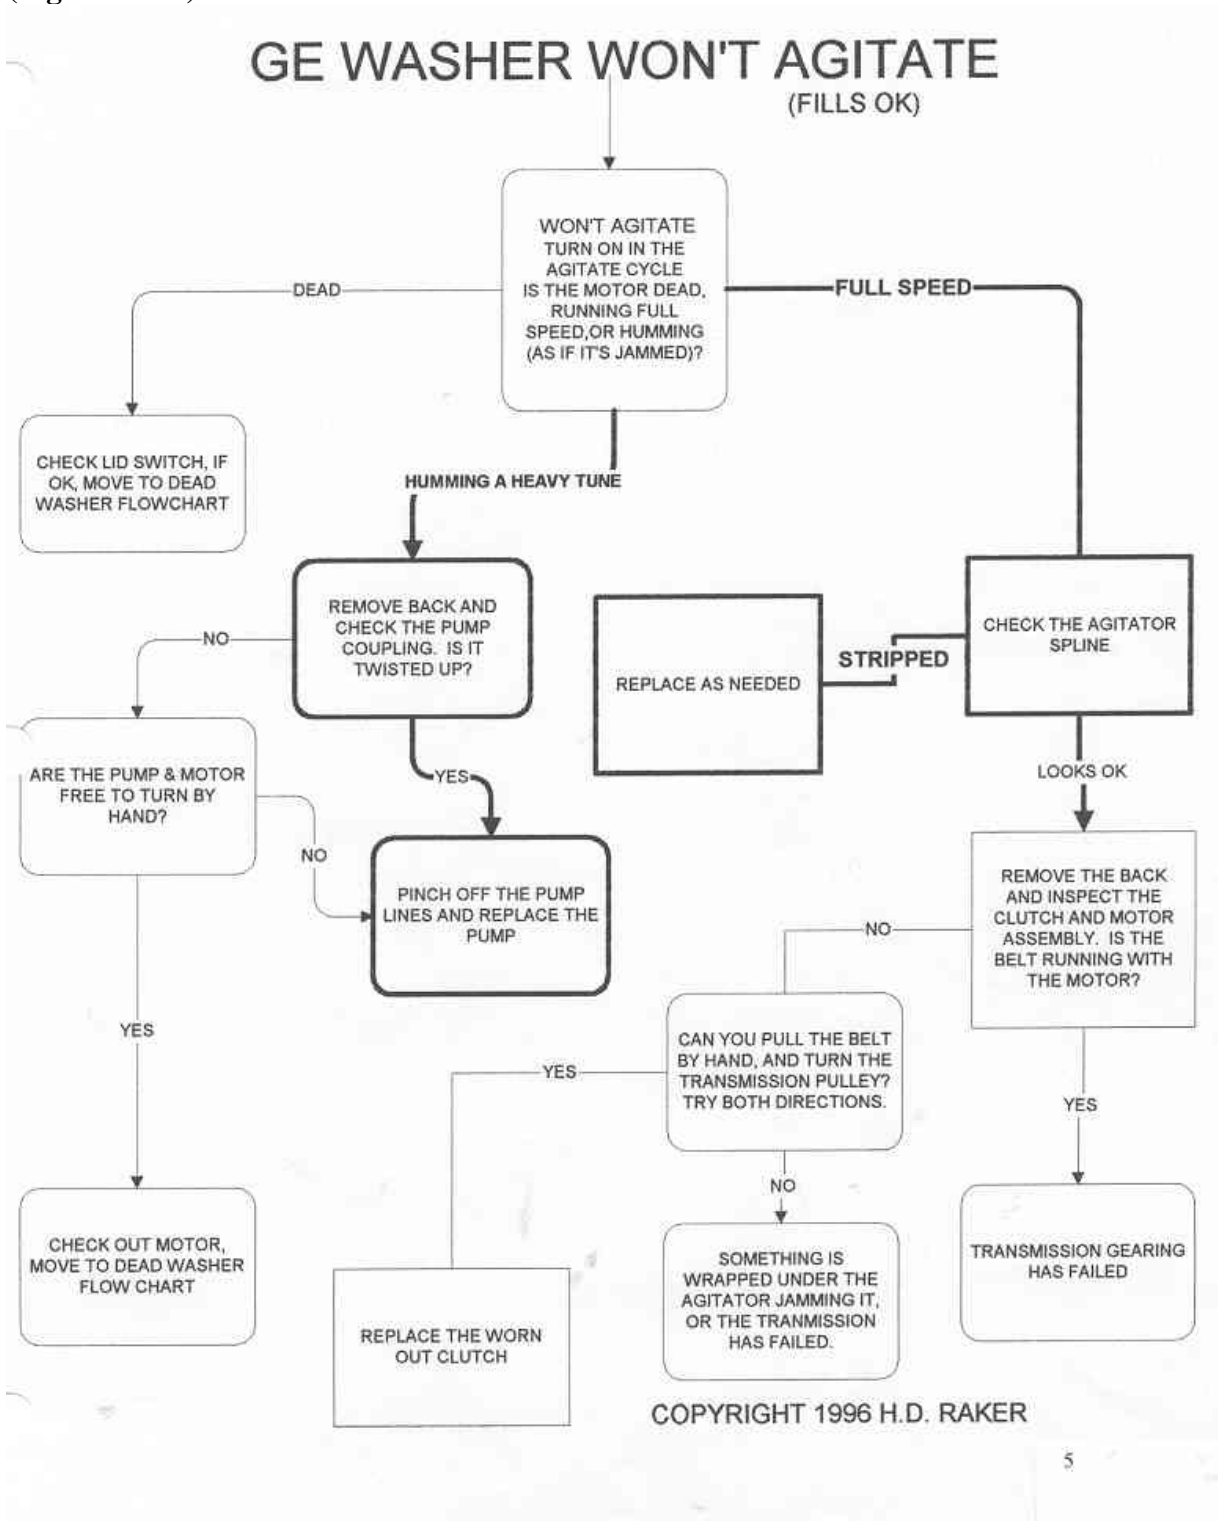 GE WASHER WON'T AGITATE
(FILLS OK)
WON'T AGITATE
TURN ON IN THE
AGITATE CYCLE
IS THE MOTOR DEAD,
RUNNING FULL
SPEED,OR HUMMING
(AS IF IT'S JAMMED)?
DEAD
FULL SPEED
CHECK LID SWITCH, IF
OK, MOVE TO DEAD
WASHER FLOWCHART
HUMMING A HEAVY TUNE
REMOVE BACK AND
CHECK THE PUMP
COUPLING. IS IT
TWISTED UP?
NO
CHECK THE AGITATOR
SPLINE
STRIPPED
REPLACE AS NEEDED
LOOKS OK
YES
ARE THE PUMP & MOTOR
FREE TO TURN BY
HAND?
NO
PINCH OFF THE PUMP
LINES AND REPLACE THE
PUMP
REMOVE THE BACK
AND INSPECT THE
CLUTCH AND MOTOR
ASSEMBLY. IS THE
BELT RUNNING WITH
THE MOTOR?
NO
YES
CAN YOU PULL THE BELT
BY HAND, AND TURN THE
TRANSMISSION PULLEY?
TRY BOTH DIRECTIONS.
YES
YES
NO
CHECK OUT MOTOR,
MOVE TO DEAD WASHER
FLOW CHART
REPLACE THE WORN
OUT CLUTCH
SOMETHING IS
WRAPPED UNDER THE
AGITATOR JAMMING IT,
OR THE TRANMISSION
HAS FAILED.
TRANSMISSION GEARING
HAS FAILED
COPYRIGHT 1996 H.D. RAKER
5